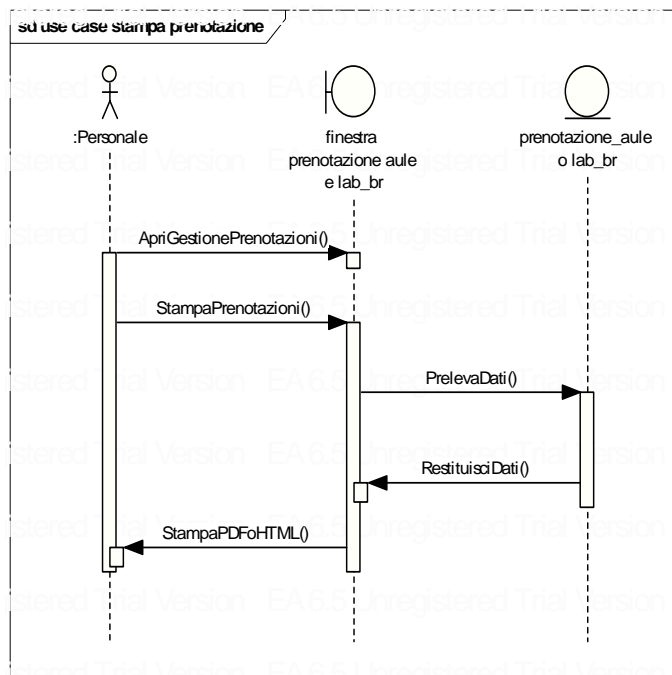 sd use case stampa prenotazione
:Personale
finestra
prenotazione aule
e lab_br
prenotazione_aule
o lab_br
ApriGestionePrenotazioni()
StampaPrenotazioni()
PrelevaDati()
RestituisciDati()
StampaPDFoHTML()